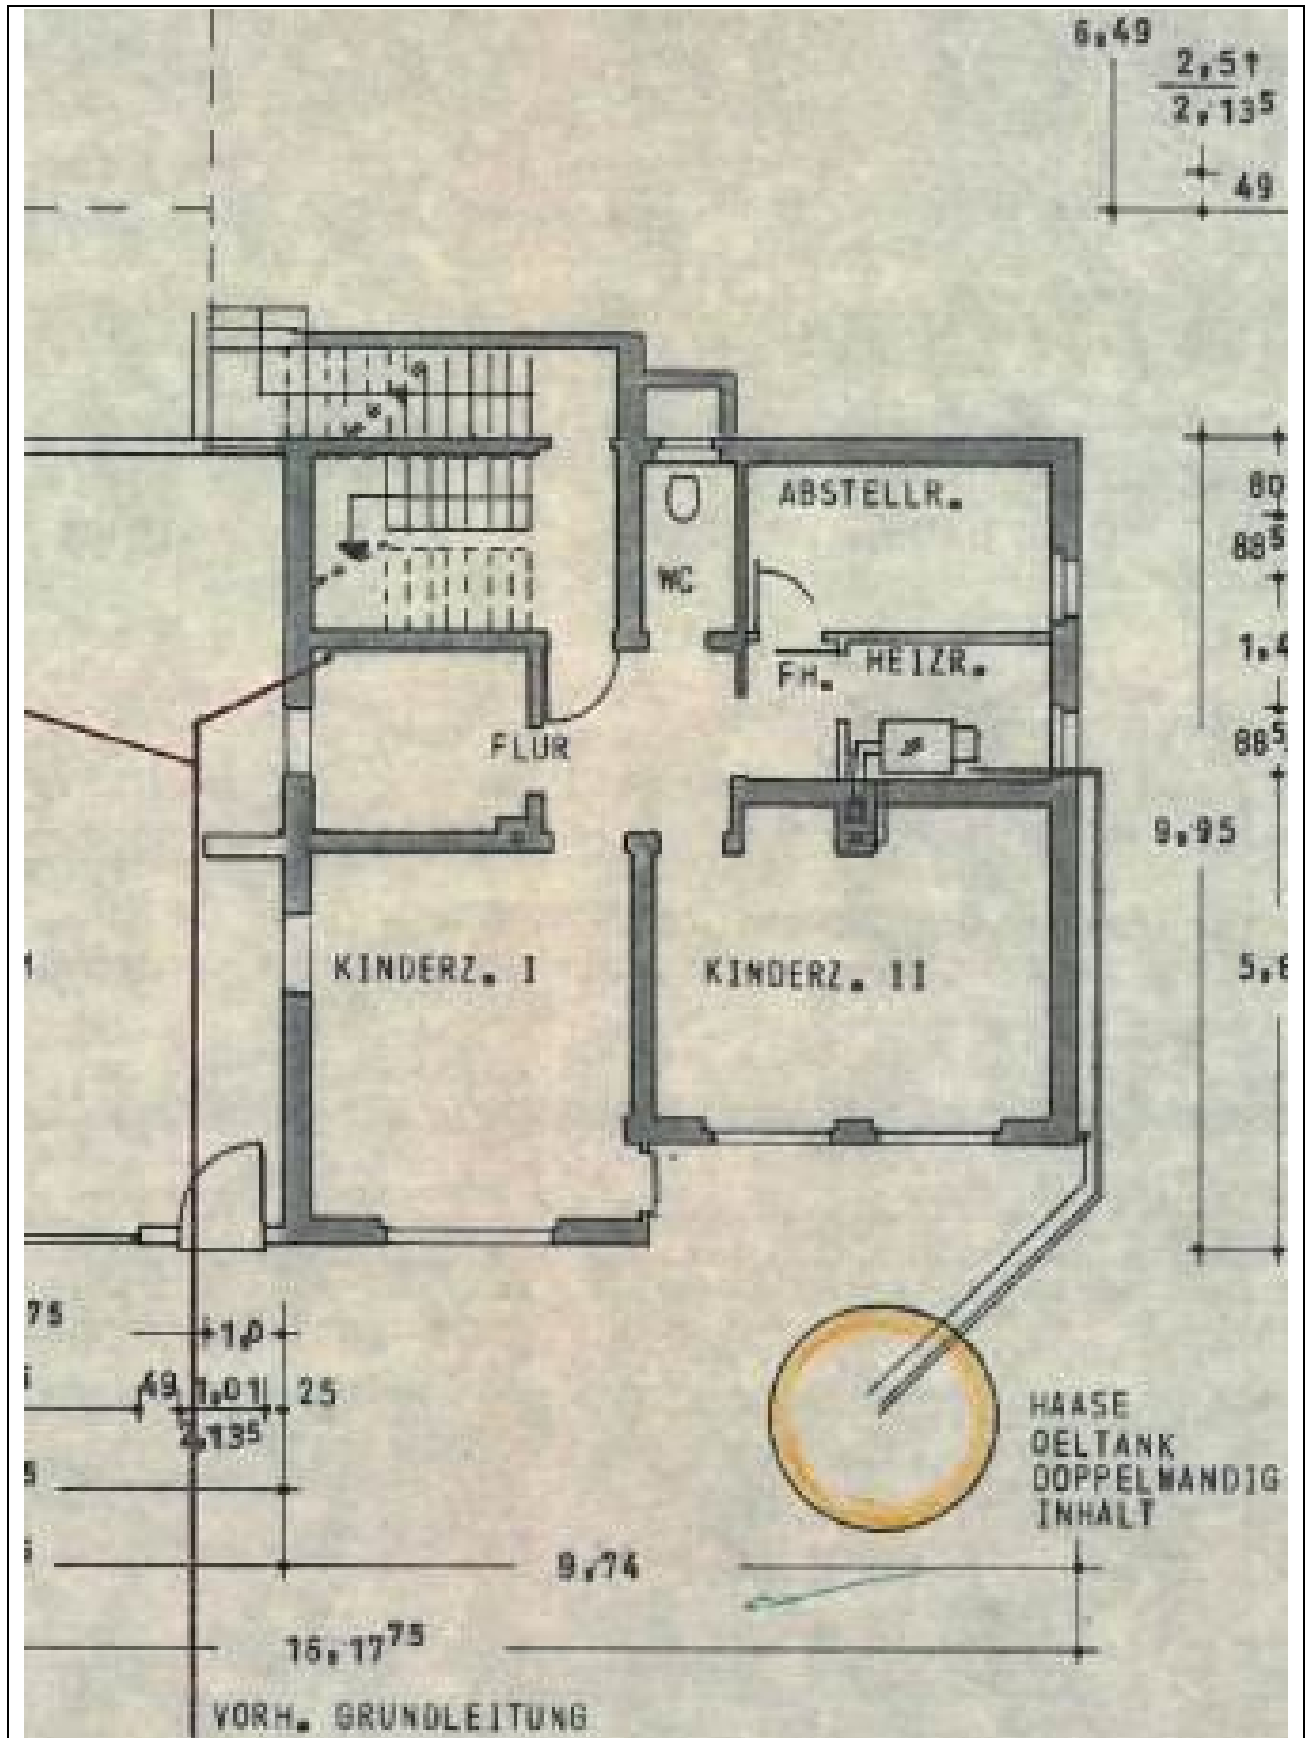 6,49
2,51
2,13⁵
49
ABSTELLR.
80
88⁵
WC
1,4
FH.
HEIZR.
88⁵
FLUR
9,95
KINDERZ. I
KINDERZ. II
5,8
75
1,0
49
1,01
25
2,13⁵
HAASE
OELTANK
DOPPELWANDIG
INHALT
9,74
15,17⁷⁵
VORH. GRUNDLEITUNG